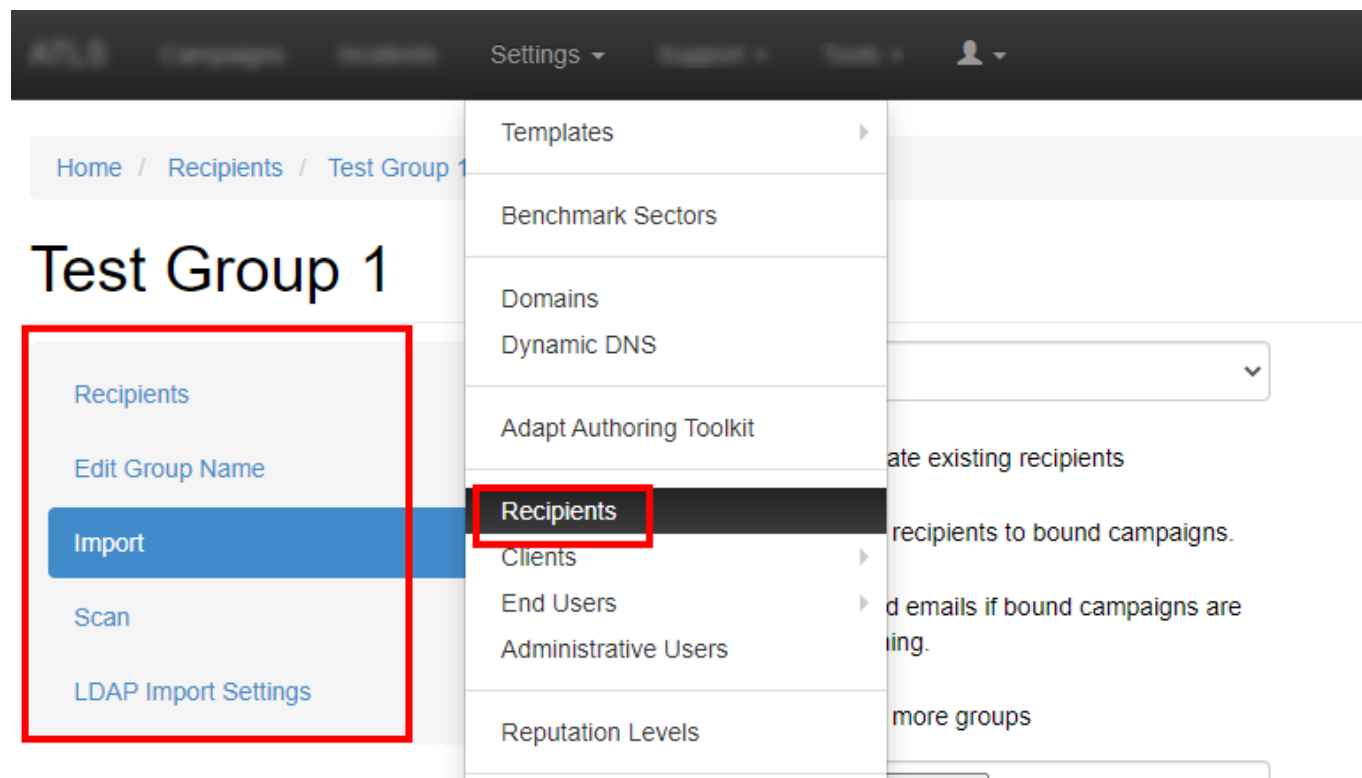 Settings
Home / Recipients / Test Group 1
Test Group 1
Recipients
Edit Group Name
Import
Scan
LDAP Import Settings
Templates
Benchmark Sectors
Domains
Dynamic DNS
Adapt Authoring Toolkit
Recipients
Clients
End Users
Administrative Users
Reputation Levels
ate existing recipients
recipients to bound campaigns.
d emails if bound campaigns are
ing.
more groups